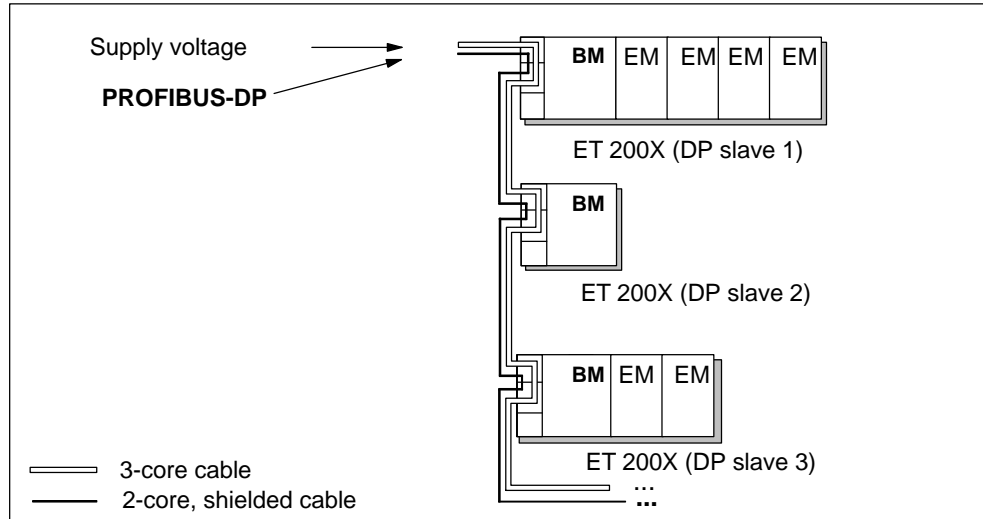 Supply voltage
PROFIBUS-DP
BM EM EM EM EM
ET 200X (DP slave 1)
BM
ET 200X (DP slave 2)
BM EM EM
ET 200X (DP slave 3)
3-core cable
...
2-core, shielded cable
...